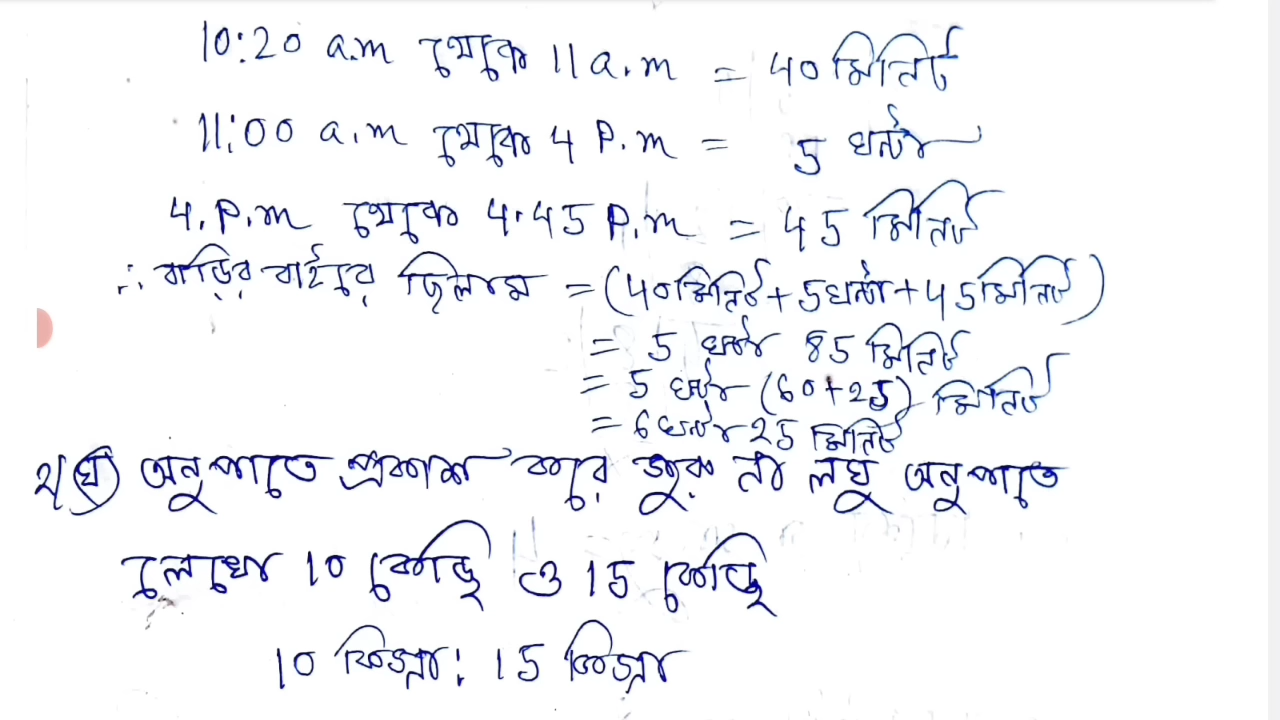 10:20 a.m থেকে 11 a.m = 40 মিনিট
11:00 a.m থেকে 4 P.m = 5 ঘন্টা
4.P.m থেকে 4.45 P.m = 45 মিনিট
∴ বাড়ির বাইরে ছিলাম = (40 মিনিট + 5 ঘন্টা + 45 মিনিট)
= 5 ঘন্টা 85 মিনিট
= 5 ঘন্টা (60+25) মিনিট
= 6 ঘন্টা 25 মিনিট
২(ঘ) অনুপাতে প্রকাশ করে গুরু না লঘু অনুপাতে
লেখো 10 কেজি ও 15 কেজি
10 কিগ্রা : 15 কিগ্রা